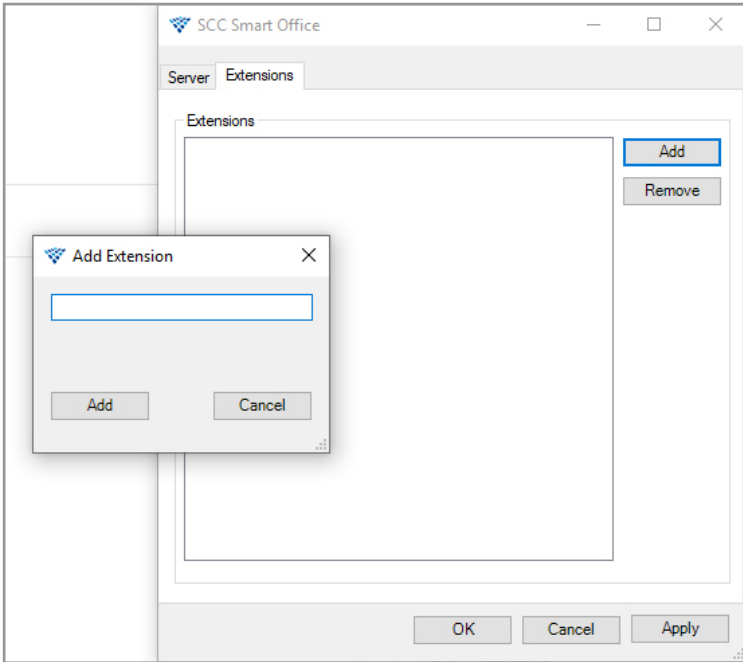 SCC Smart Office
Server
Extensions
Extensions
Add
Remove
Add Extension
Add
Cancel
OK
Cancel
Apply